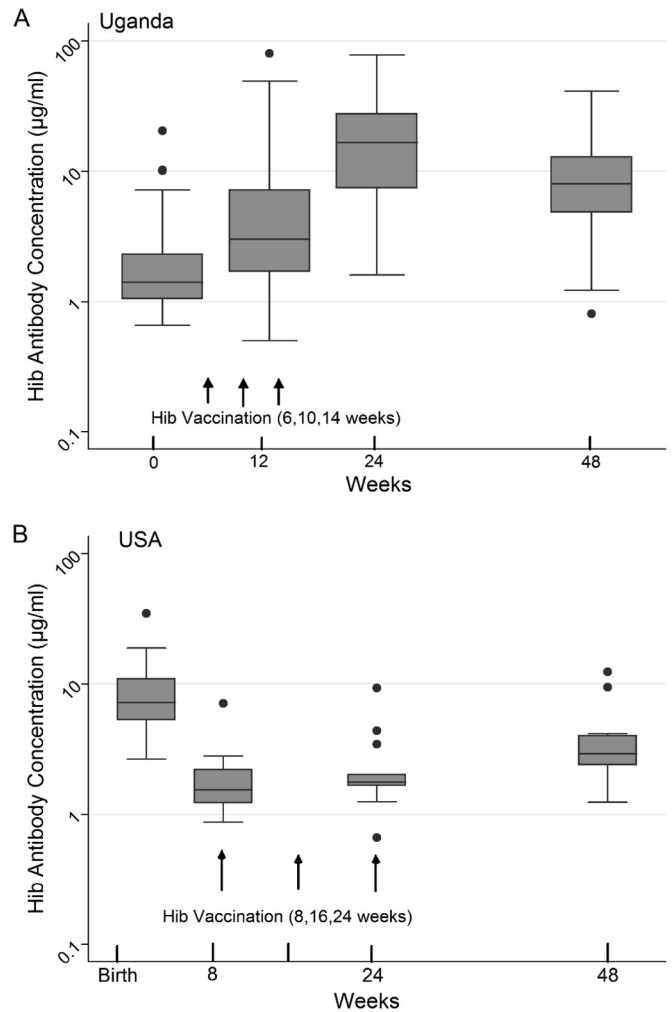 A
Uganda
Hib Antibody Concentration (µg/ml)
100
10
1
0.1
Hib Vaccination (6,10,14 weeks)
0 12 24 48
Weeks
B
USA
Hib Antibody Concentration (µg/ml)
100
10
1
0.1
Hib Vaccination (8,16,24 weeks)
Birth 8 24 48
Weeks